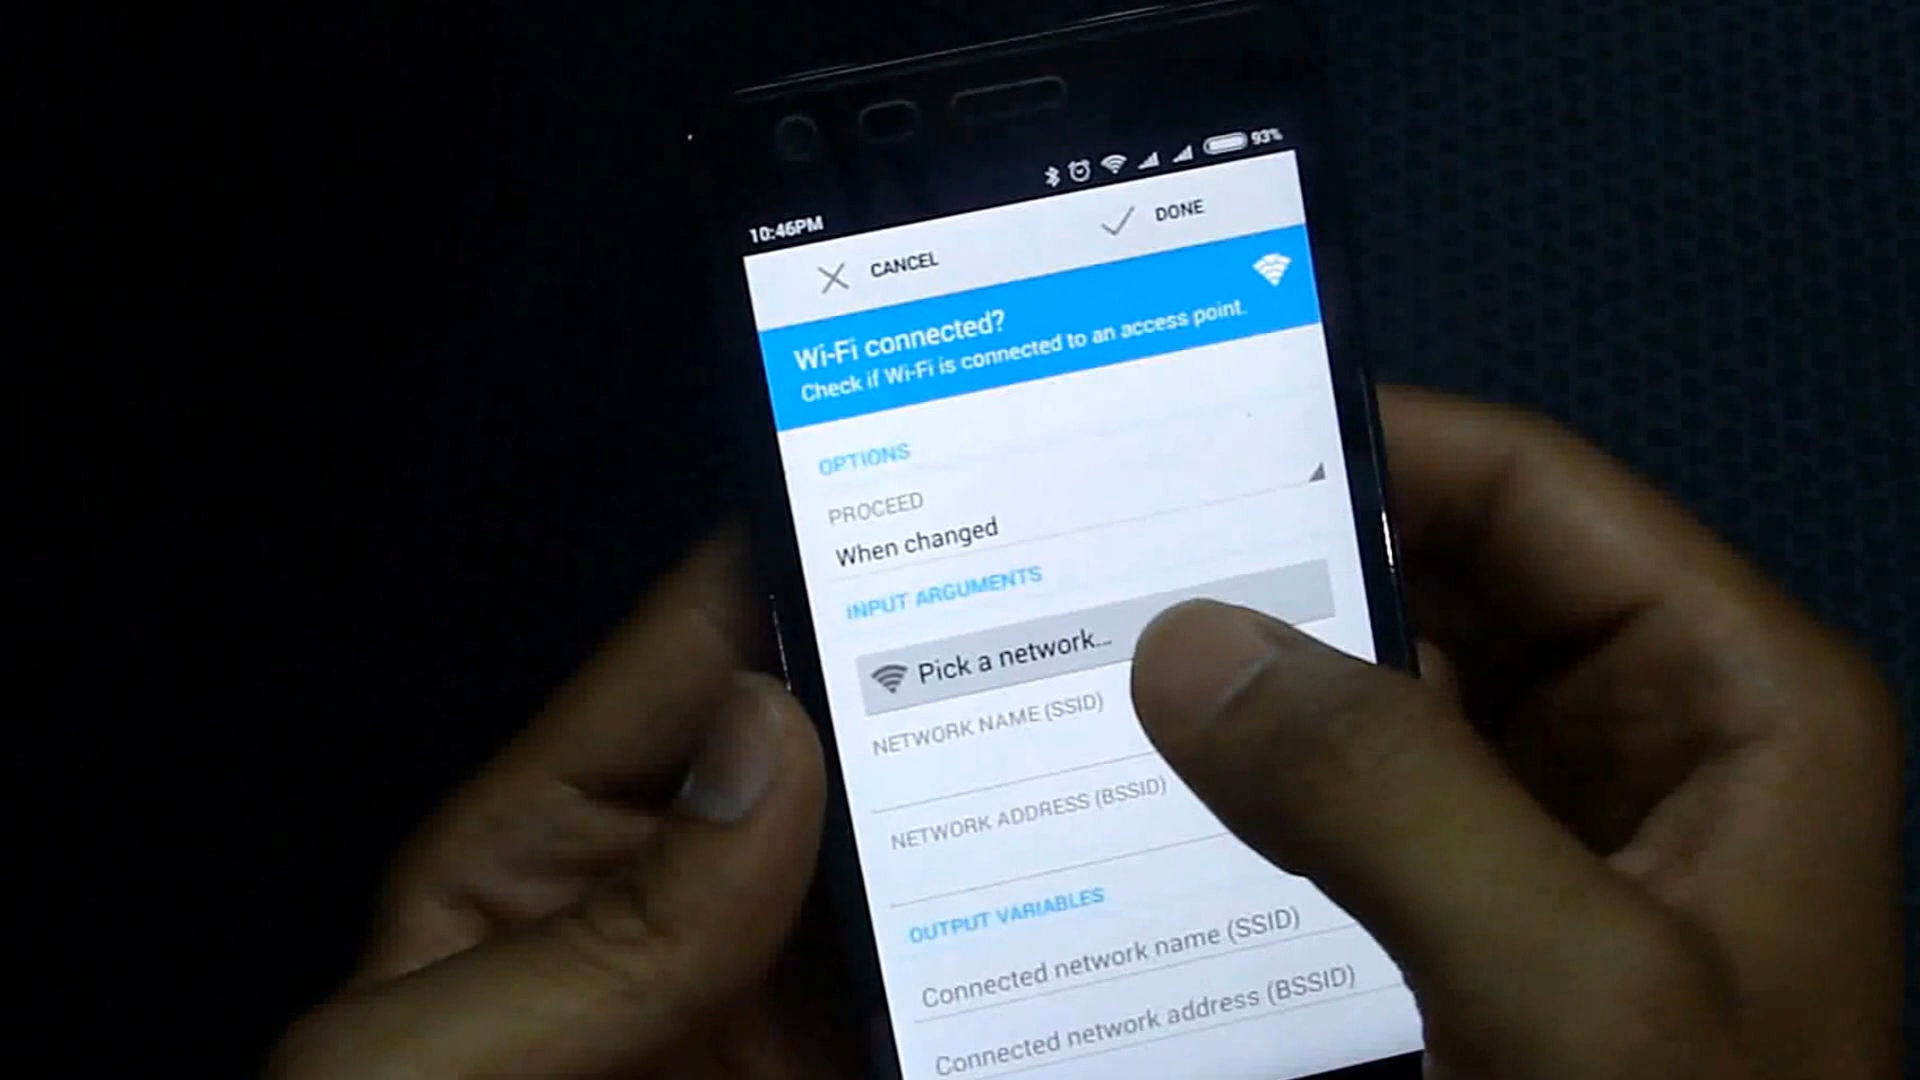 93%
10:46PM
CANCEL
DONE
Wi-Fi connected?
Check if Wi-Fi is connected to an access point.
OPTIONS
PROCEED
When changed
INPUT ARGUMENTS
Pick a network...
NETWORK NAME (SSID)
NETWORK ADDRESS (BSSID)
OUTPUT VARIABLES
Connected network name (SSID)
Connected network address (BSSID)